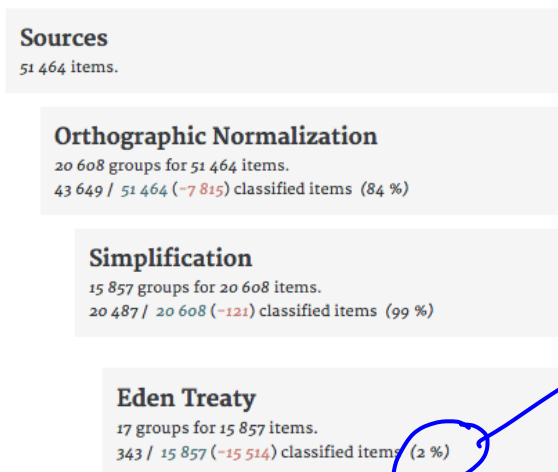 Sources
51 464 items.
Orthographic Normalization
20 608 groups for 51 464 items.
43 649 / 51 464 (-7 815) classified items (84 %)
Simplification
15 857 groups for 20 608 items.
20 487 / 20 608 (-121) classified items (99 %)
Eden Treaty
17 groups for 15 857 items.
343 / 15 857 (-15 514) classified items (2 %)